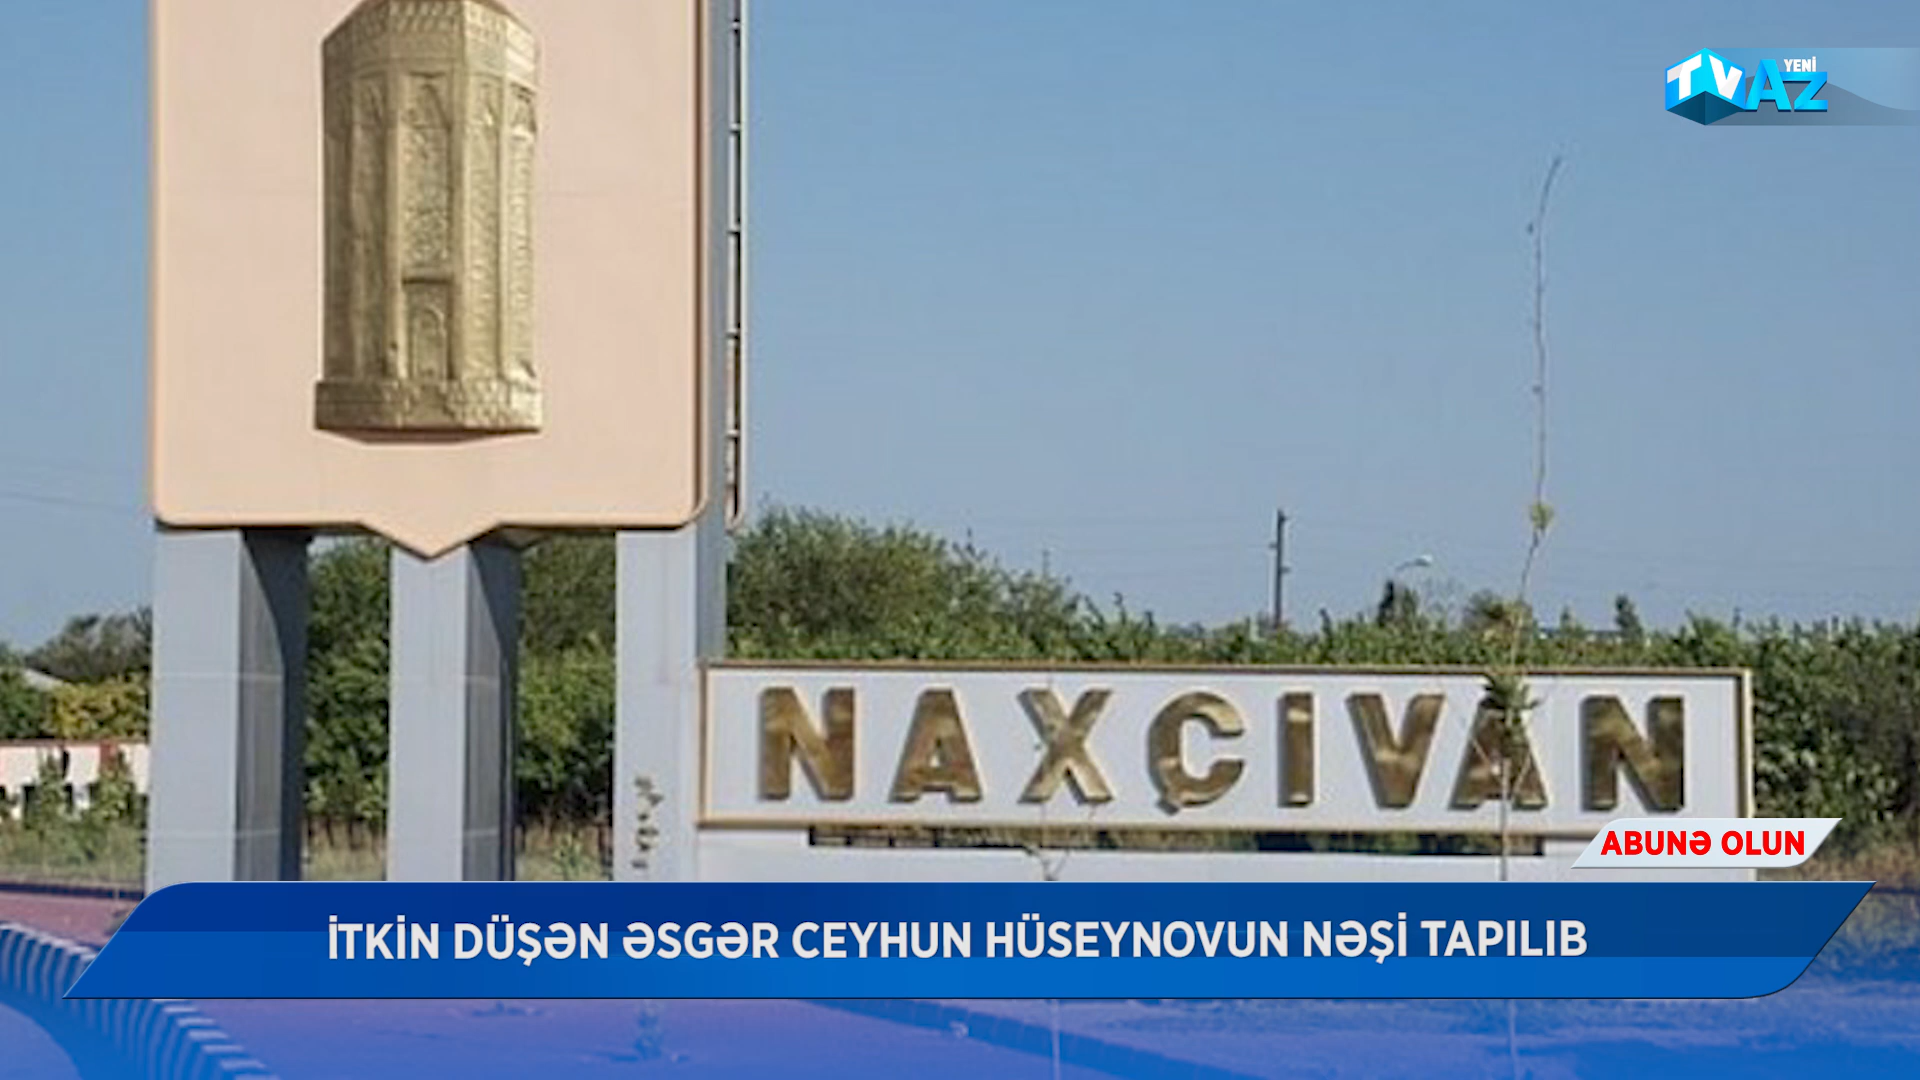 TV YENİ AZ
NAXÇIVAN
ABUNƏ OLUN
İTKİN DÜŞƏN ƏSGƏR CEYHUN HÜSEYNOVUN NƏŞİ TAPILIB